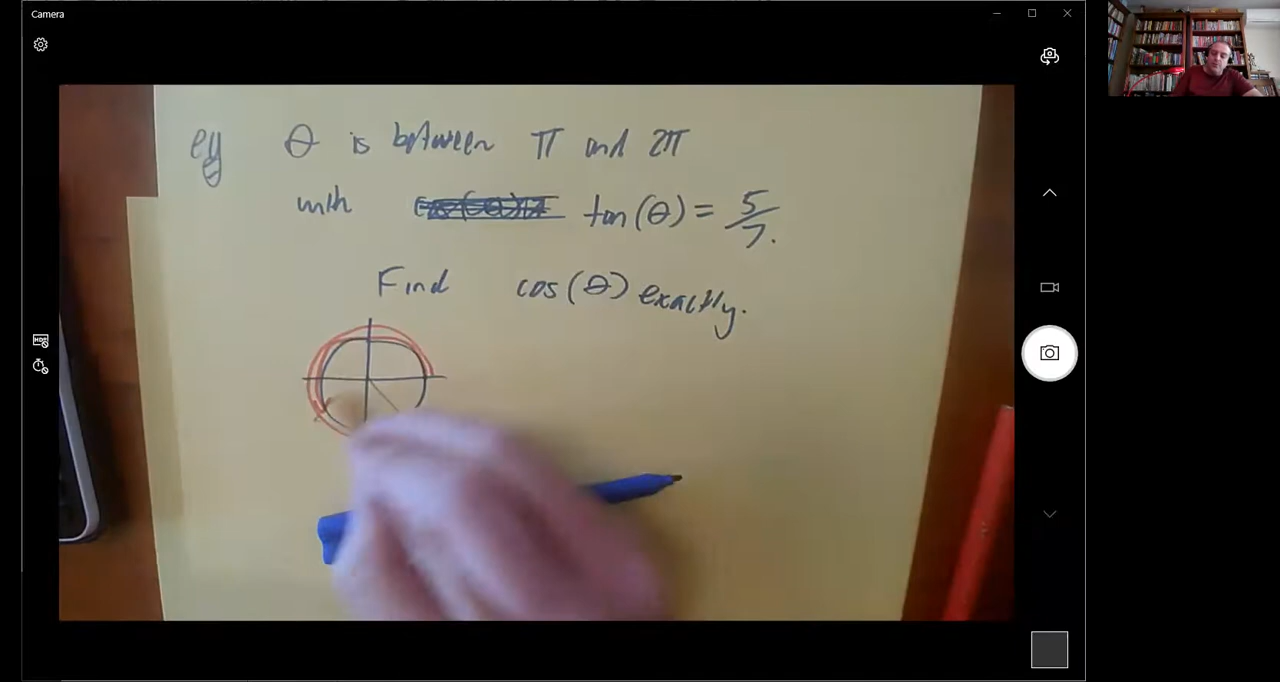 Camera
eg θ is between π and 2π
with tan(θ) = 5/7.
Find cos(θ) exactly.